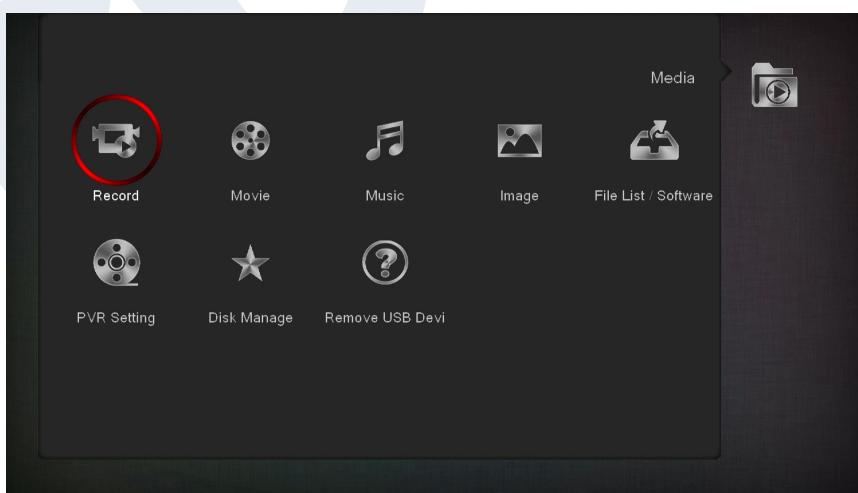 Media
Record Movie Music Image File List / Software
PVR Setting Disk Manage Remove USB Devi